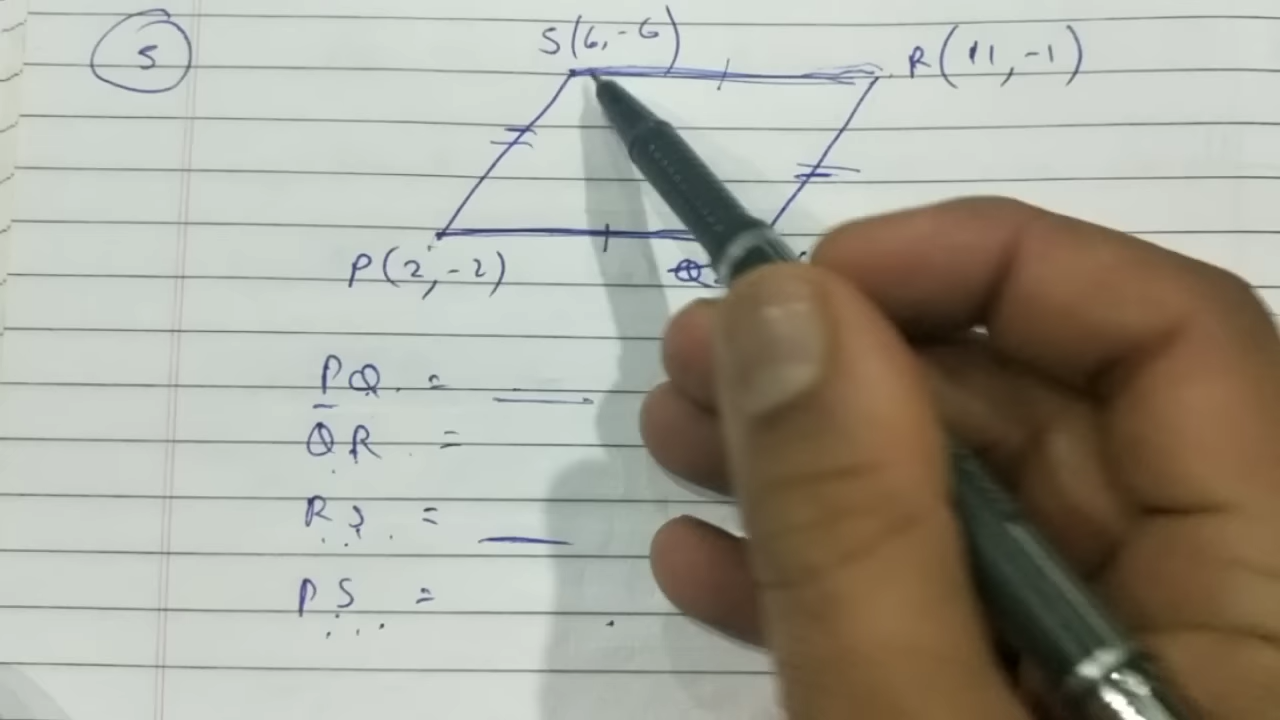 5
S(6,-6)
R(11,-1)
P(2,-2)
Q
PQ =
QR =
RS =
PS =